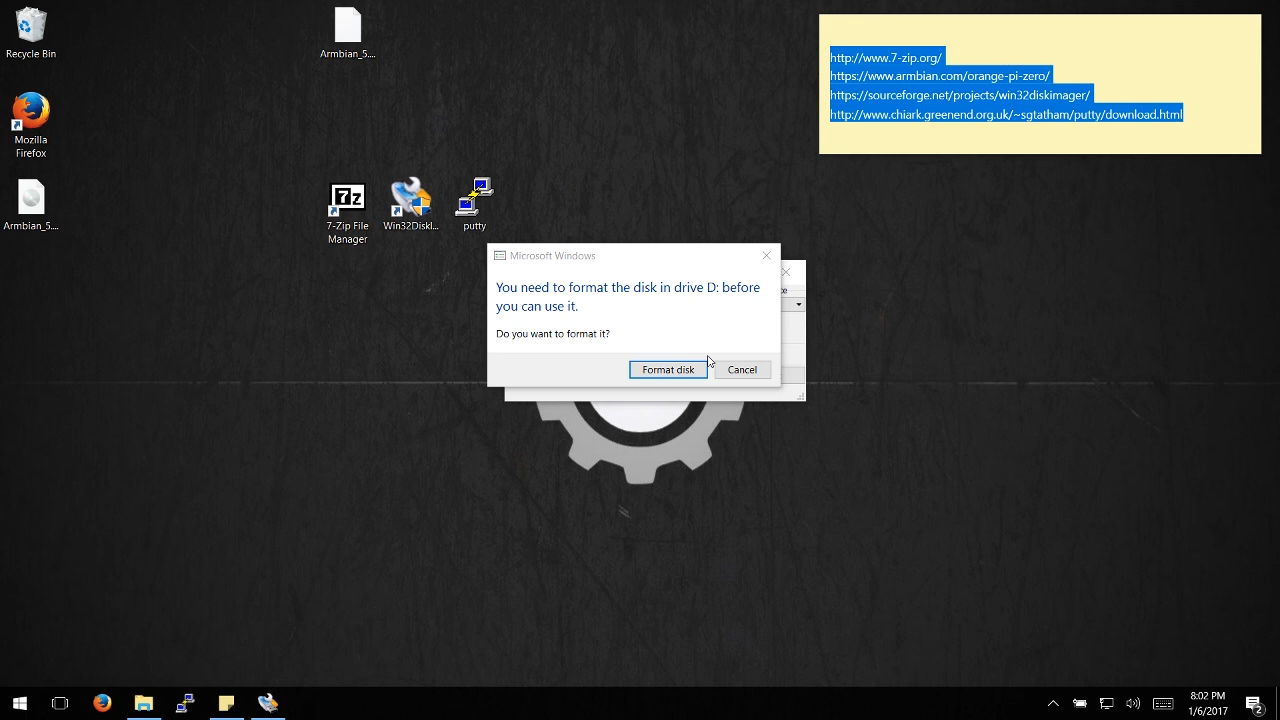 Recycle Bin
Armbian_5....
http://www.7-zip.org/
https://www.armbian.com/orange-pi-zero/
https://sourceforge.net/projects/win32diskimager/
http://www.chiark.greenend.org.uk/~sgtatham/putty/download.html
Mozilla
Firefox
7z
Armbian_5....
7-Zip File
Manager
Win32DiskI...
putty
Microsoft Windows
You need to format the disk in drive D: before
you can use it.
Do you want to format it?
Format disk
Cancel
8:02 PM
1/6/2017
2